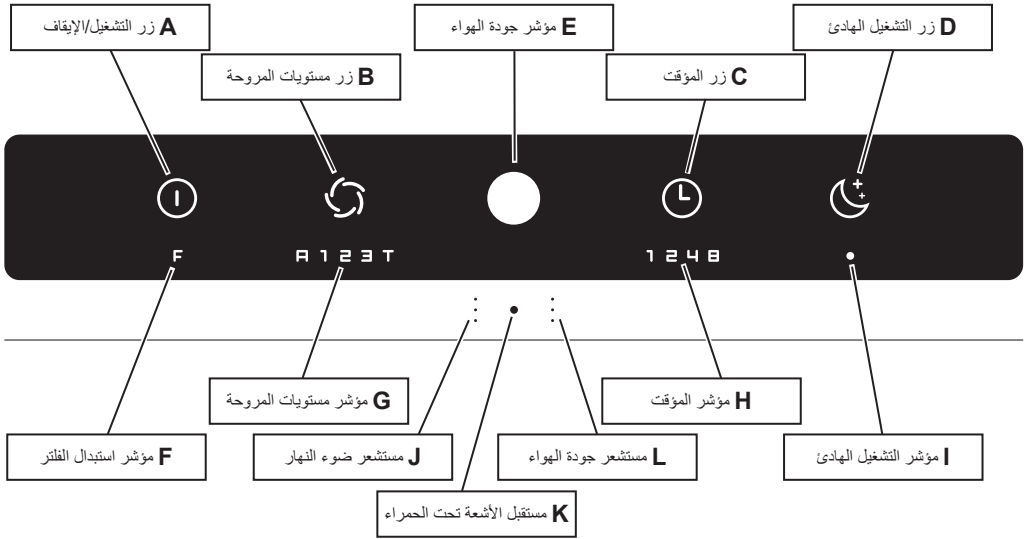 A زر التشغيل/الإيقاف
E مؤشر جودة الهواء
D زر التشغيل الهادئ
B زر مستويات المروحة
C زر المؤقت
F
A 1 2 3 T
1 2 4 8
G مؤشر مستويات المروحة
H مؤشر المؤقت
F مؤشر استبدال الفلتر
J مستشعر ضوء النهار
L مستشعر جودة الهواء
I مؤشر التشغيل الهادئ
K مستقبل الأشعة تحت الحمراء